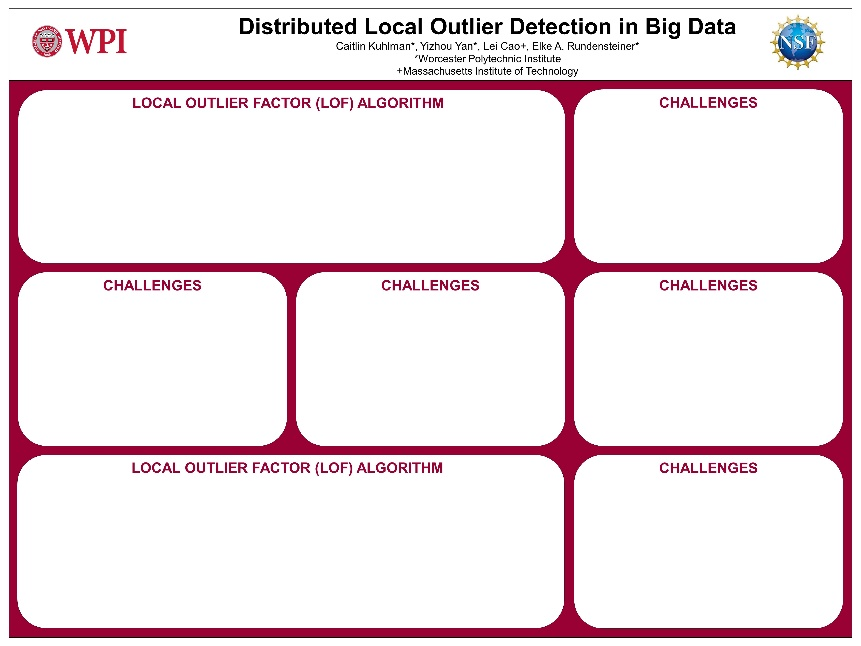 WPI
Distributed Local Outlier Detection in Big Data
Caitlin Kuhlman*, Yizhou Yan*, Lei Cao+, Elke A. Rundensteiner*
*Worcester Polytechnic Institute
+Massachusetts Institute of Technology
NSF
LOCAL OUTLIER FACTOR (LOF) ALGORITHM
CHALLENGES
CHALLENGES
CHALLENGES
CHALLENGES
LOCAL OUTLIER FACTOR (LOF) ALGORITHM
CHALLENGES